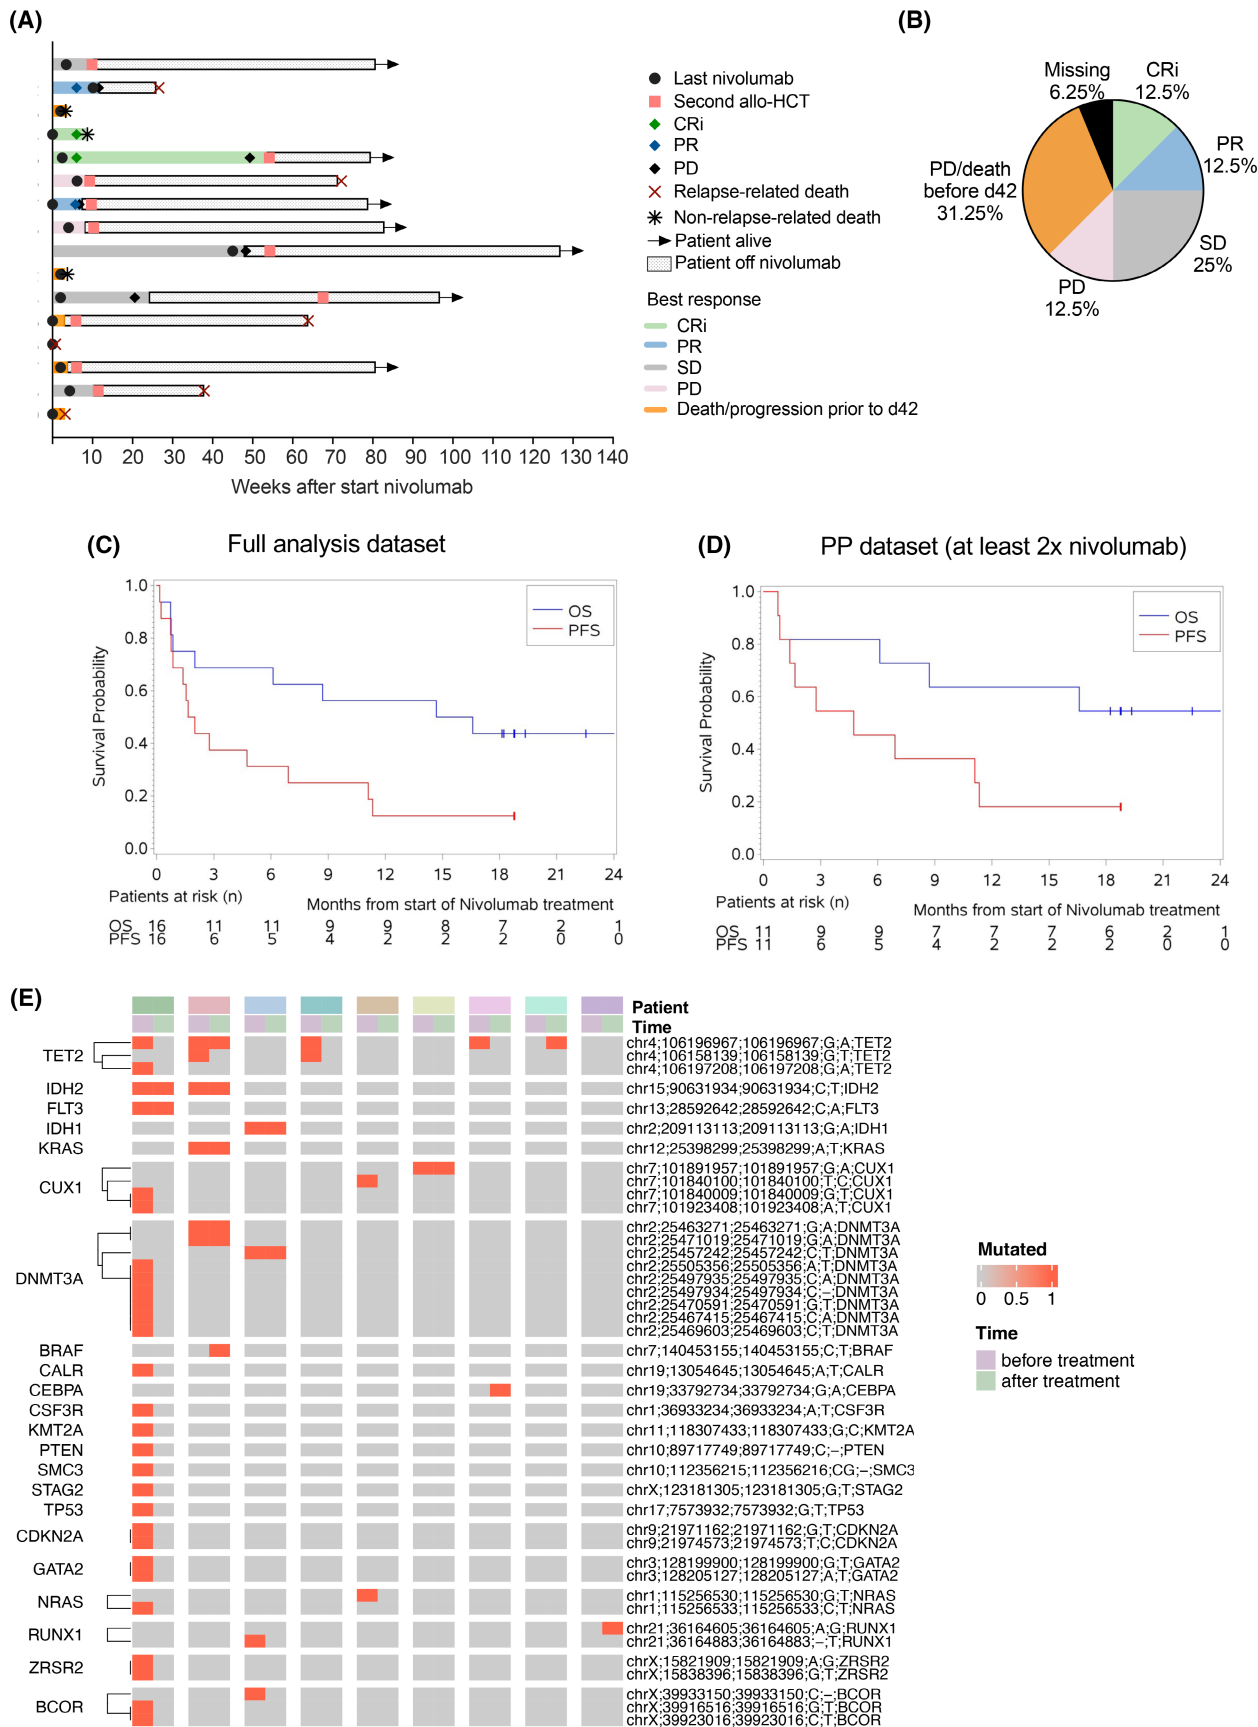 (A)
Last nivolumab
Second allo-HCT
CRi
PR
PD
Relapse-related death
Non-relapse-related death
Patient alive
Patient off nivolumab
Best response
CRi
PR
SD
PD
Death/progression prior to d42
10 20 30 40 50 60 70 80 90 100 110 120 130 140
Weeks after start nivolumab
(B)
Missing
6.25%
CRi
12.5%
PR
12.5%
PD/death
before d42
31.25%
SD
25%
PD
12.5%
(C)
Full analysis dataset
Survival Probability
1.0
0.8
0.6
0.4
0.2
0.0
OS
PFS
0 3 6 9 12 15 18 21 24
Patients at risk (n)
Months from start of Nivolumab treatment
OS 16 11 11 9 9 8 7 2 1
PFS 16 6 5 4 2 2 2 0 0
(D)
PP dataset (at least 2x nivolumab)
Survival Probability
1.0
0.8
0.6
0.4
0.2
0.0
OS
PFS
0 3 6 9 12 15 18 21 24
Patients at risk (n)
Months from start of Nivolumab treatment
OS 11 9 9 7 7 7 6 2 1
PFS 11 6 5 4 2 2 2 0 0
(E)
Patient
Time
TET2
chr4;106196967;106196967;G;A;TET2
chr4;106158139;106158139;G;T;TET2
chr4;106197208;106197208;G;A;TET2
IDH2
chr15;90631934;90631934;C;T;IDH2
FLT3
chr13;28592642;28592642;C;A;FLT3
IDH1
chr2;209113113;209113113;G;A;IDH1
KRAS
chr12;25398299;25398299;A;T;KRAS
CUX1
chr7;101891957;101891957;G;A;CUX1
chr7;101840100;101840100;T;C;CUX1
chr7;101840009;101840009;G;T;CUX1
chr7;101923408;101923408;A;T;CUX1
DNMT3A
chr2;25463271;25463271;G;A;DNMT3A
chr2;25471019;25471019;G;A;DNMT3A
chr2;25457242;25457242;C;T;DNMT3A
chr2;25505356;25505356;A;T;DNMT3A
chr2;25497935;25497935;C;A;DNMT3A
chr2;25497934;25497934;C;–;DNMT3A
chr2;25470591;25470591;G;T;DNMT3A
chr2;25467415;25467415;C;A;DNMT3A
chr2;25469603;25469603;C;T;DNMT3A
BRAF
chr7;140453155;140453155;C;T;BRAF
CALR
chr19;13054645;13054645;A;T;CALR
CEBPA
chr19;33792734;33792734;G;A;CEBPA
CSF3R
chr1;36933234;36933234;A;T;CSF3R
KMT2A
chr11;118307433;118307433;G;C;KMT2A
PTEN
chr10;89717749;89717749;C;–;PTEN
SMC3
chr10;112356215;112356216;CG;–;SMC3
STAG2
chrX;123181305;123181305;G;T;STAG2
TP53
chr17;7573932;7573932;G;T;TP53
CDKN2A
chr9;21971162;21971162;G;T;CDKN2A
chr9;21974573;21974573;T;C;CDKN2A
GATA2
chr3;128199900;128199900;G;T;GATA2
chr3;128205127;128205127;A;T;GATA2
NRAS
chr1;115256530;115256530;G;T;NRAS
chr1;115256533;115256533;C;T;NRAS
RUNX1
chr21;36164605;36164605;A;G;RUNX1
chr21;36164883;36164883;–;T;RUNX1
ZRSR2
chrX;15821909;15821909;A;G;ZRSR2
chrX;15838396;15838396;G;T;ZRSR2
BCOR
chrX;39933150;39933150;C;–;BCOR
chrX;39916516;39916516;G;T;BCOR
chrX;39923016;39923016;C;T;BCOR
Mutated
0 0.5 1
Time
before treatment
after treatment